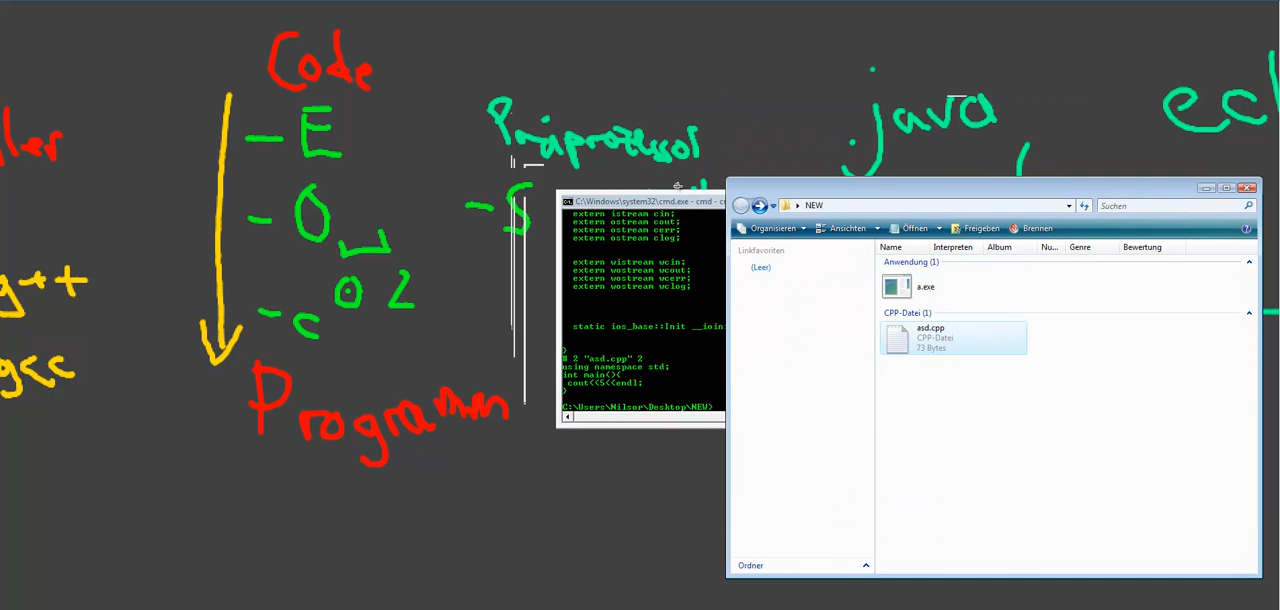 Code
ller
-E
Präprozessor
java
ecl
-O
-S
g++
02
-c
gcc
Programm
C:\Windows\system32\cmd.exe - cmd - c
extern istream cin;
extern ostream cout;
extern ostream cerr;
extern ostream clog;
extern wistream wcin;
extern wostream wcout;
extern wostream wcerr;
extern wostream wclog;
static ios_base::Init __ioin;
}
# 2 "asd.cpp" 2
using namespace std;
int main(){
cout<<5<<endl;
}
C:\Users\Nilsor\Desktop\NEW>
NEW
Suchen
Organisieren Ansichten Öffnen Freigeben Brennen
Linkfavoriten
(Leer)
Ordner
Name Interpreten Album Nu... Genre Bewertung
Anwendung (1)
a.exe
CPP-Datei (1)
asd.cpp
CPP-Datei
73 Bytes